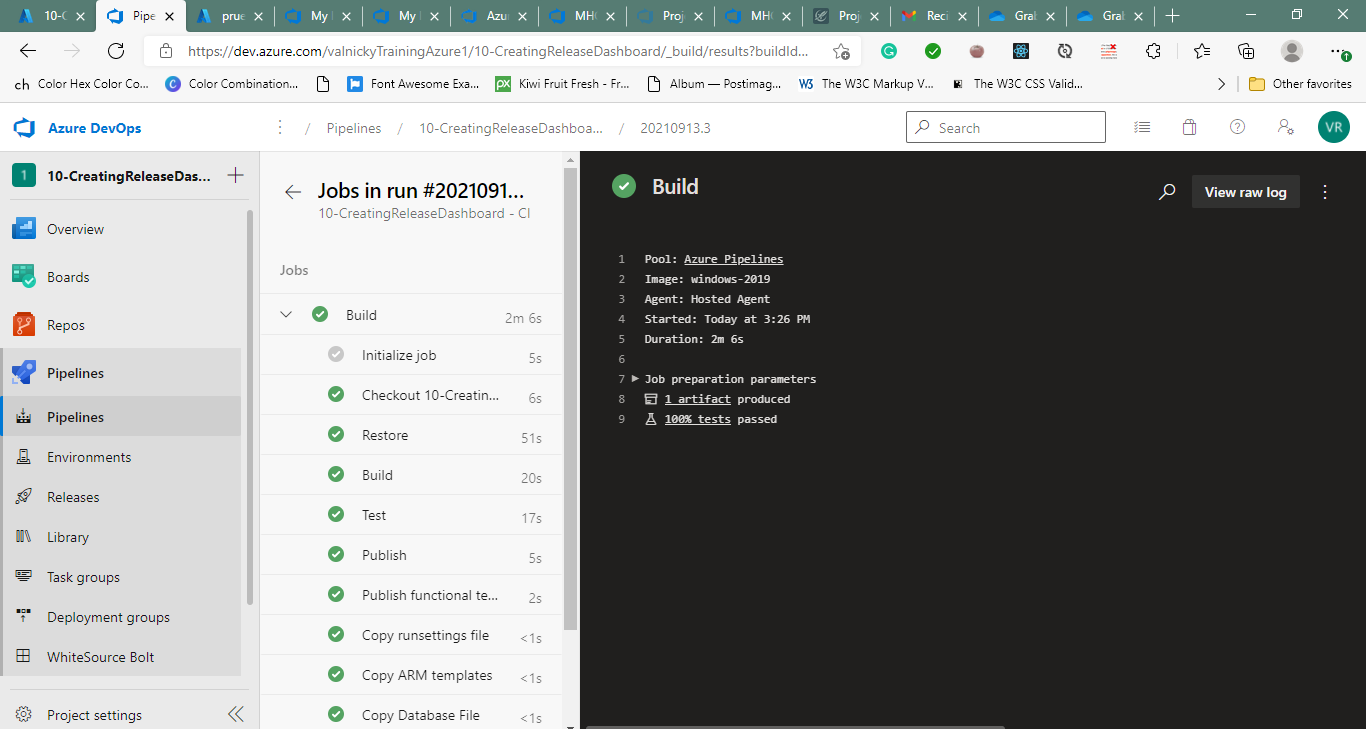 10-C
Pipe
prue
My
My
Azu
MHC
Proj
MHC
Proj
Reci
Gral
Gral
https://dev.azure.com/valnickyTrainingAzure1/10-CreatingReleaseDashboard/_build/results?buildId...
ch Color Hex Color Co...
C Color Combination...
Font Awesome Exa...
px Kiwi Fruit Fresh - Fr...
Album — Postimag...
W3 The W3C Markup V...
The W3C CSS Valid...
Other favorites
Azure DevOps
/ Pipelines / 10-CreatingReleaseDashboa... / 20210913.3
Search
VR
1 10-CreatingReleaseDas...
Overview
Boards
Repos
Pipelines
Pipelines
Environments
Releases
Library
Task groups
Deployment groups
WhiteSource Bolt
Project settings
Jobs in run #2021091...
10-CreatingReleaseDashboard - CI
Jobs
Build 2m 6s
Initialize job 5s
Checkout 10-Creatin... 6s
Restore 51s
Build 20s
Test 17s
Publish 5s
Publish functional te... 2s
Copy runsettings file <1s
Copy ARM templates <1s
Copy Database File <1s
Build
View raw log
1 Pool: Azure Pipelines
2 Image: windows-2019
3 Agent: Hosted Agent
4 Started: Today at 3:26 PM
5 Duration: 2m 6s
6
7 Job preparation parameters
8 1 artifact produced
9 100% tests passed